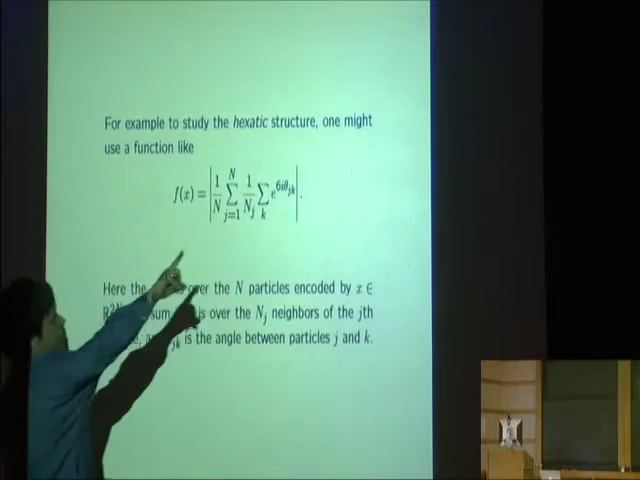 For example to study the hexatic structure, one might
use a function like
f(x) = | 1/N ∑_{j=1}^{N} 1/N_j ∑_k e^{6iθ_{jk}} | .
Here the over the N particles encoded by x ∈
sum is over the N_j neighbors of the jth
is the angle between particles j and k.